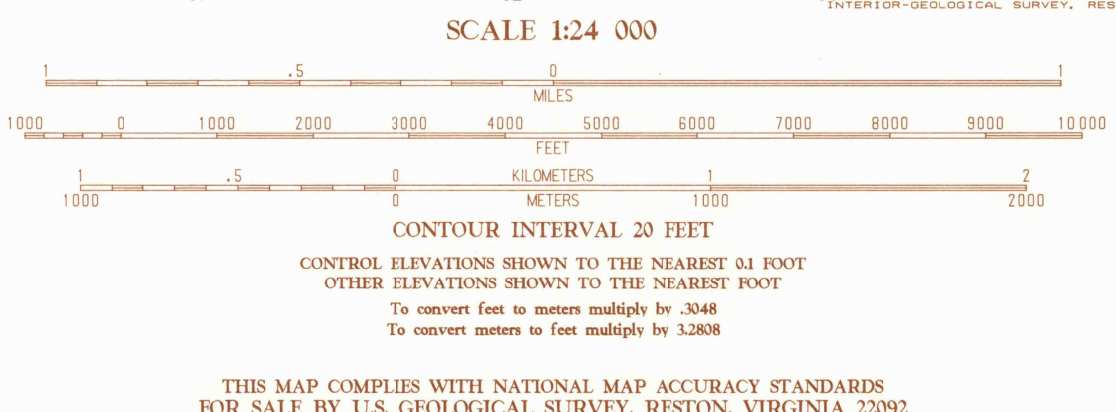 INTERIOR-GEOLOGICAL SURVEY, RES
SCALE 1:24 000
1 .5 0 1
MILES
1000 0 1000 2000 3000 4000 5000 6000 7000 8000 9000 10 000
FEET
1 .5 0 KILOMETERS 1 2
1000 0 METERS 1000 2000
CONTOUR INTERVAL 20 FEET
CONTROL ELEVATIONS SHOWN TO THE NEAREST 0.1 FOOT
OTHER ELEVATIONS SHOWN TO THE NEAREST FOOT
To convert feet to meters multiply by .3048
To convert meters to feet multiply by 3.2808
THIS MAP COMPLIES WITH NATIONAL MAP ACCURACY STANDARDS
FOR SALE BY U.S. GEOLOGICAL SURVEY, RESTON, VIRGINIA 22092